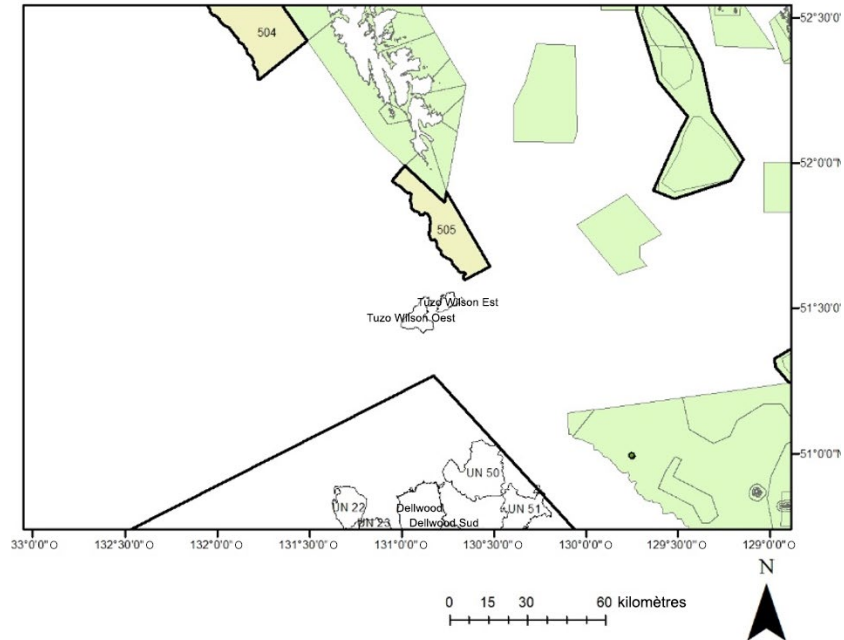 504
52°30'0"N
52°0'0"N
505
Tuzo Wilson Est
51°30'0"N
Tuzo Wilson Oest
51°0'0"N
UN 50
UN 22
Dellwood
UN 51
UN 23
Dellwood Sud
33°0'0"O 132°30'0"O 132°0'0"O 131°30'0"O 131°0'0"O 130°30'0"O 130°0'0"O 129°30'0"O 129°0'0"O
N
0 15 30 60 kilomètres